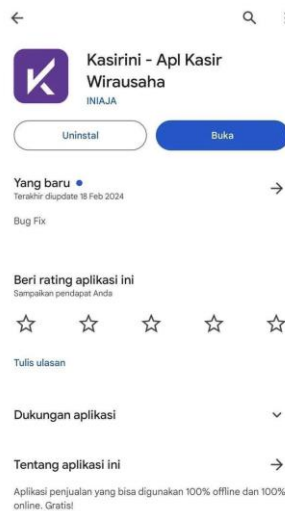 Kasirini - Apl Kasir
Wirausaha
INIAJA
Uninstal
Buka
Yang baru
Terakhir diupdate 18 Feb 2024
Bug Fix
Beri rating aplikasi ini
Sampaikan pendapat Anda
Tulis ulasan
Dukungan aplikasi
Tentang aplikasi ini
Aplikasi penjualan yang bisa digunakan 100% offline dan 100%
online. Gratis!